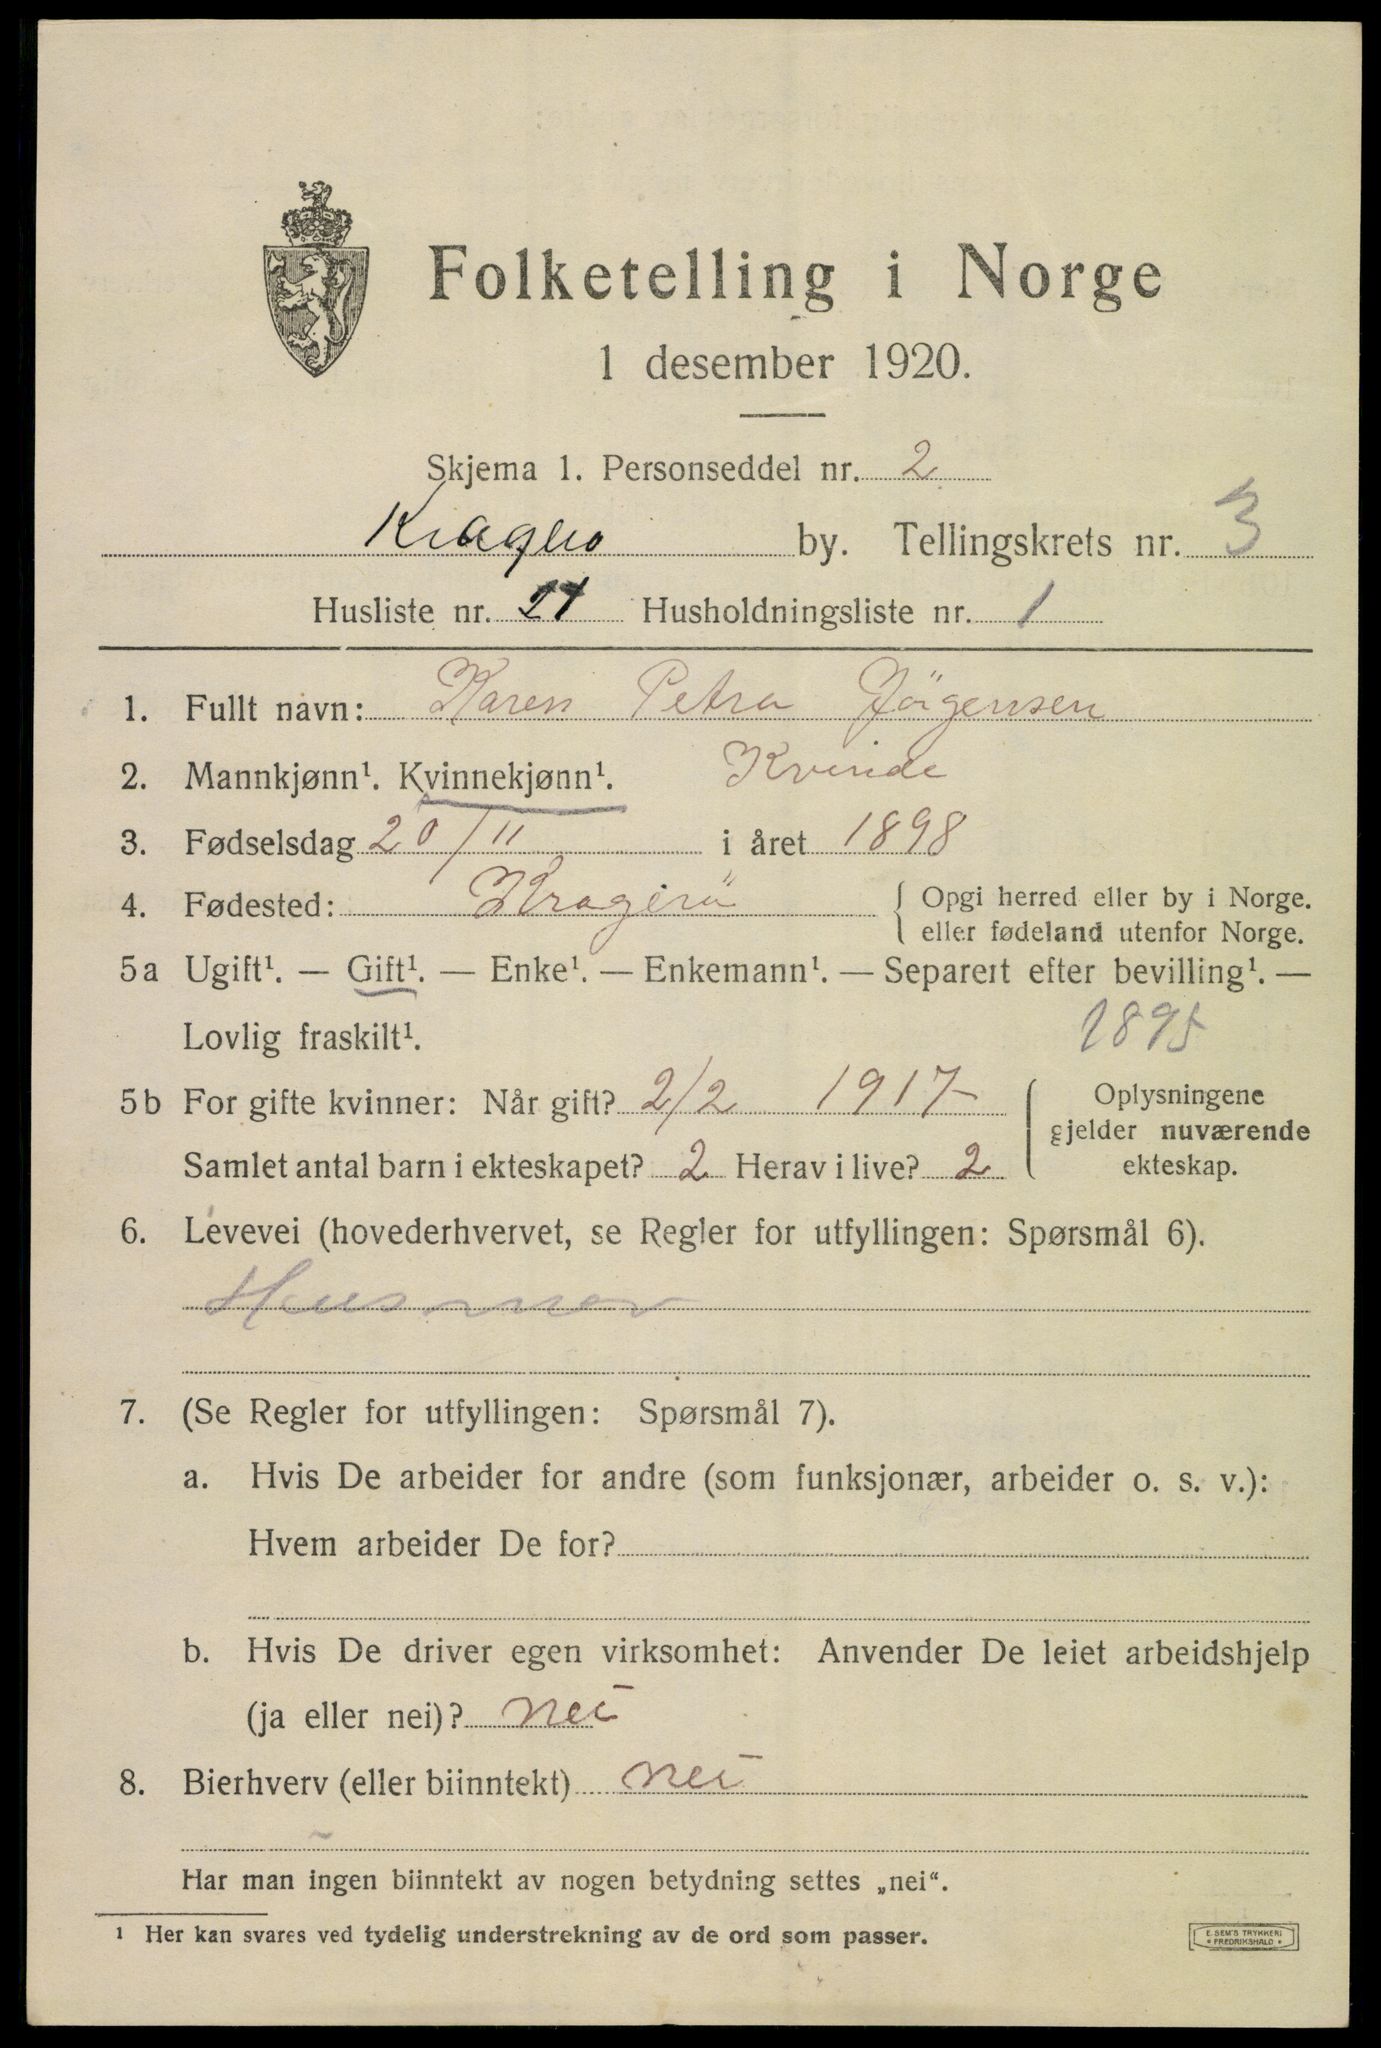 Folketelling i Norge
1 desember 1920.
Skjema 1. Personseddel nr. 2
Kragerø by. Tellingskrets nr. 3
Husliste nr. 24 Husholdningsliste nr. 1
1. Fullt navn: Karen Petra Jörgensen
2. Mannkjønn¹. Kvinnekjønn¹. Kvinde
3. Fødselsdag 20/11 i året 1898
4. Fødested: Kragerö { Opgi herred eller by i Norge.
eller fødeland utenfor Norge.
5a Ugift¹. — Gift¹. — Enke¹. — Enkemann¹. — Separert efter bevilling¹. —
Lovlig fraskilt¹. 1895
5b For gifte kvinner: Når gift? 2/2 1917
Samlet antal barn i ekteskapet? 2 Herav i live? 2
Oplysningene
gjelder nuværende
ekteskap.
6. Levevei (hovederhvervet, se Regler for utfyllingen: Spørsmål 6).
Husmor
7. (Se Regler for utfyllingen: Spørsmål 7).
a. Hvis De arbeider for andre (som funksjonær, arbeider o. s. v.):
Hvem arbeider De for?
b. Hvis De driver egen virksomhet: Anvender De leiet arbeidshjelp
(ja eller nei)? nei
8. Bierhverv (eller biinntekt) nei
Har man ingen biinntekt av nogen betydning settes „nei“.
¹ Her kan svares ved tydelig understrekning av de ord som passer.
E. SEM'S TRYKKERI
• FREDRIKSHALD •